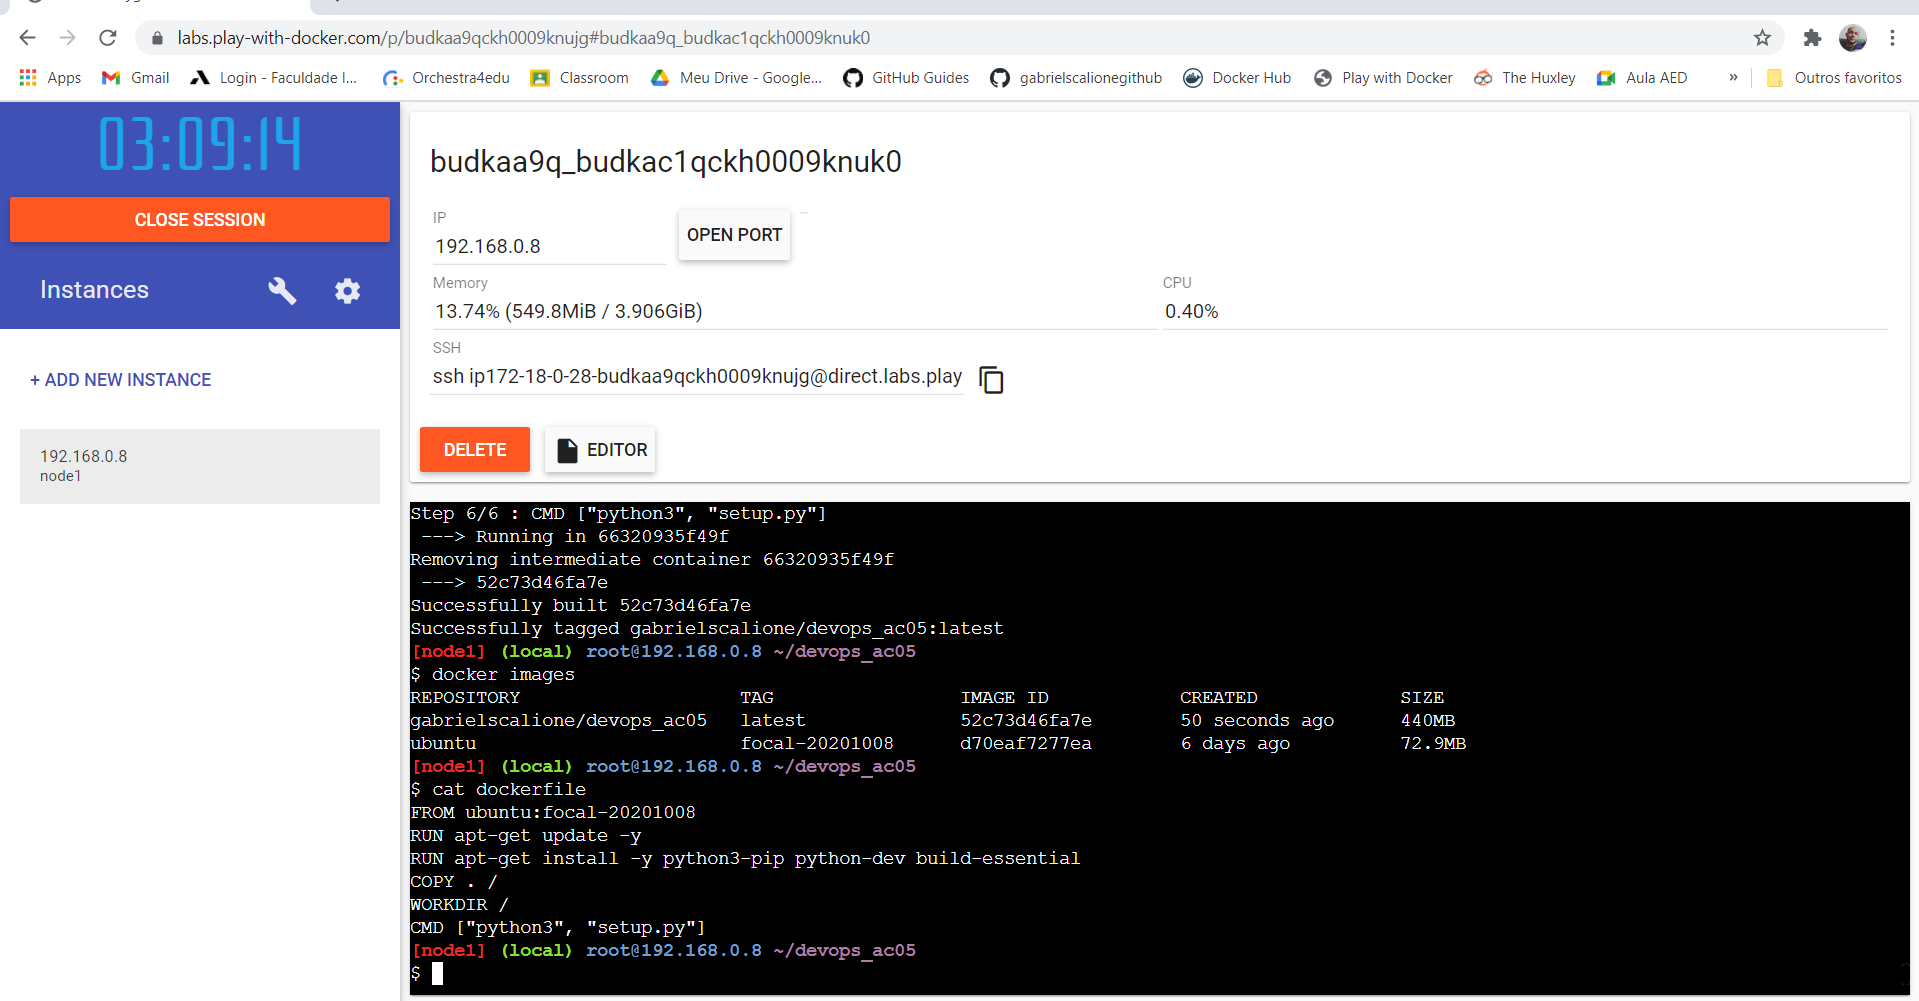 labs.play-with-docker.com/p/budkaa9qckh0009knujg#budkaa9q_budkac1qckh0009knuk0
Apps Gmail Login - Faculdade I... Orchestra4edu Classroom Meu Drive - Google... GitHub Guides gabrielscalionegithub Docker Hub Play with Docker The Huxley Aula AED » Outros favoritos
03:09:14
CLOSE SESSION
Instances
+ ADD NEW INSTANCE
192.168.0.8
node1
budkaa9q_budkac1qckh0009knuk0
IP
192.168.0.8
OPEN PORT
Memory
13.74% (549.8MiB / 3.906GiB)
CPU
0.40%
SSH
ssh ip172-18-0-28-budkaa9qckh0009knujg@direct.labs.play
DELETE
EDITOR
Step 6/6 : CMD ["python3", "setup.py"]
---> Running in 66320935f49f
Removing intermediate container 66320935f49f
---> 52c73d46fa7e
Successfully built 52c73d46fa7e
Successfully tagged gabrielscalione/devops_ac05:latest
[node1] (local) root@192.168.0.8 ~/devops_ac05
$ docker images
REPOSITORY TAG IMAGE ID CREATED SIZE
gabrielscalione/devops_ac05 latest 52c73d46fa7e 50 seconds ago 440MB
ubuntu focal-20201008 d70eaf7277ea 6 days ago 72.9MB
[node1] (local) root@192.168.0.8 ~/devops_ac05
$ cat dockerfile
FROM ubuntu:focal-20201008
RUN apt-get update -y
RUN apt-get install -y python3-pip python-dev build-essential
COPY . /
WORKDIR /
CMD ["python3", "setup.py"]
[node1] (local) root@192.168.0.8 ~/devops_ac05
$